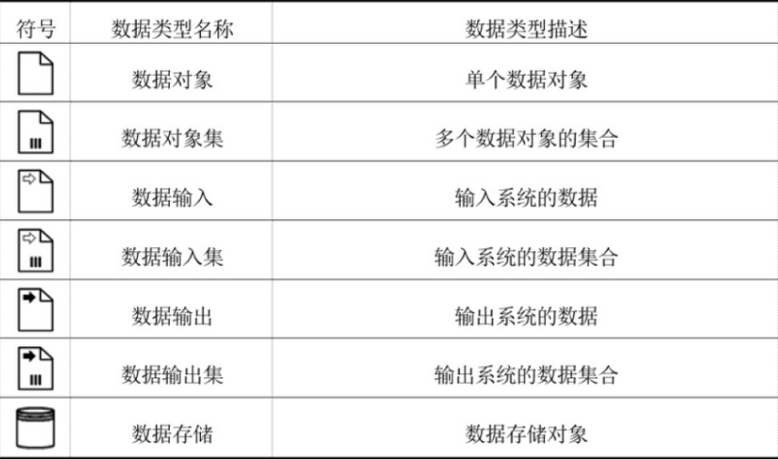 符号 数据类型名称 数据类型描述
数据对象 单个数据对象
数据对象集 多个数据对象的集合
数据输入 输入系统的数据
数据输入集 输入系统的数据集合
数据输出 输出系统的数据
数据输出集 输出系统的数据集合
数据存储 数据存储对象